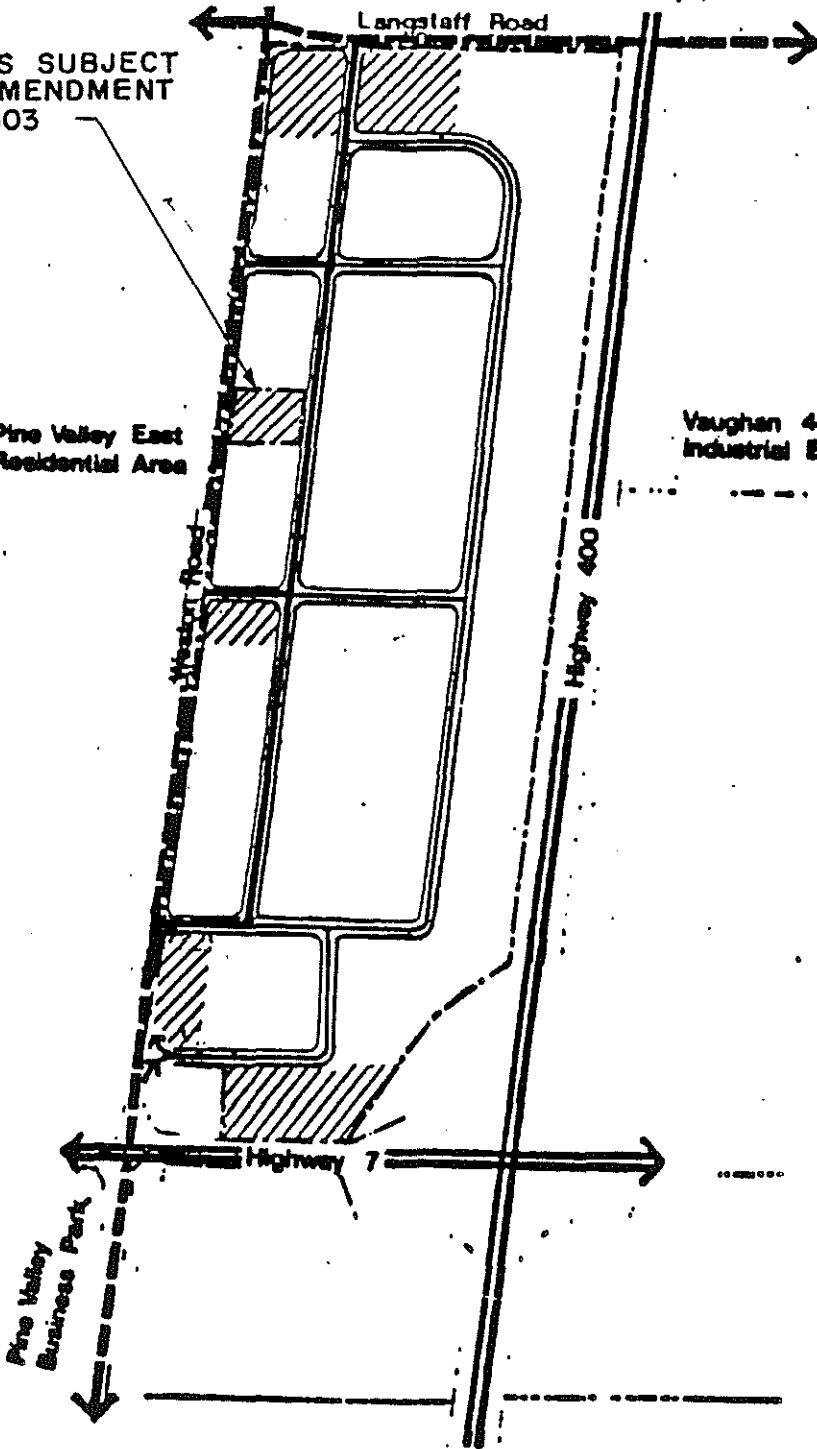 Langstaff Road
S SUBJECT
MENDMENT
03
Pine Valley East
Residential Area
Vaughan 4
Industrial
Weston Road
Highway 400
Highway 7
Pine Valley
Business Park